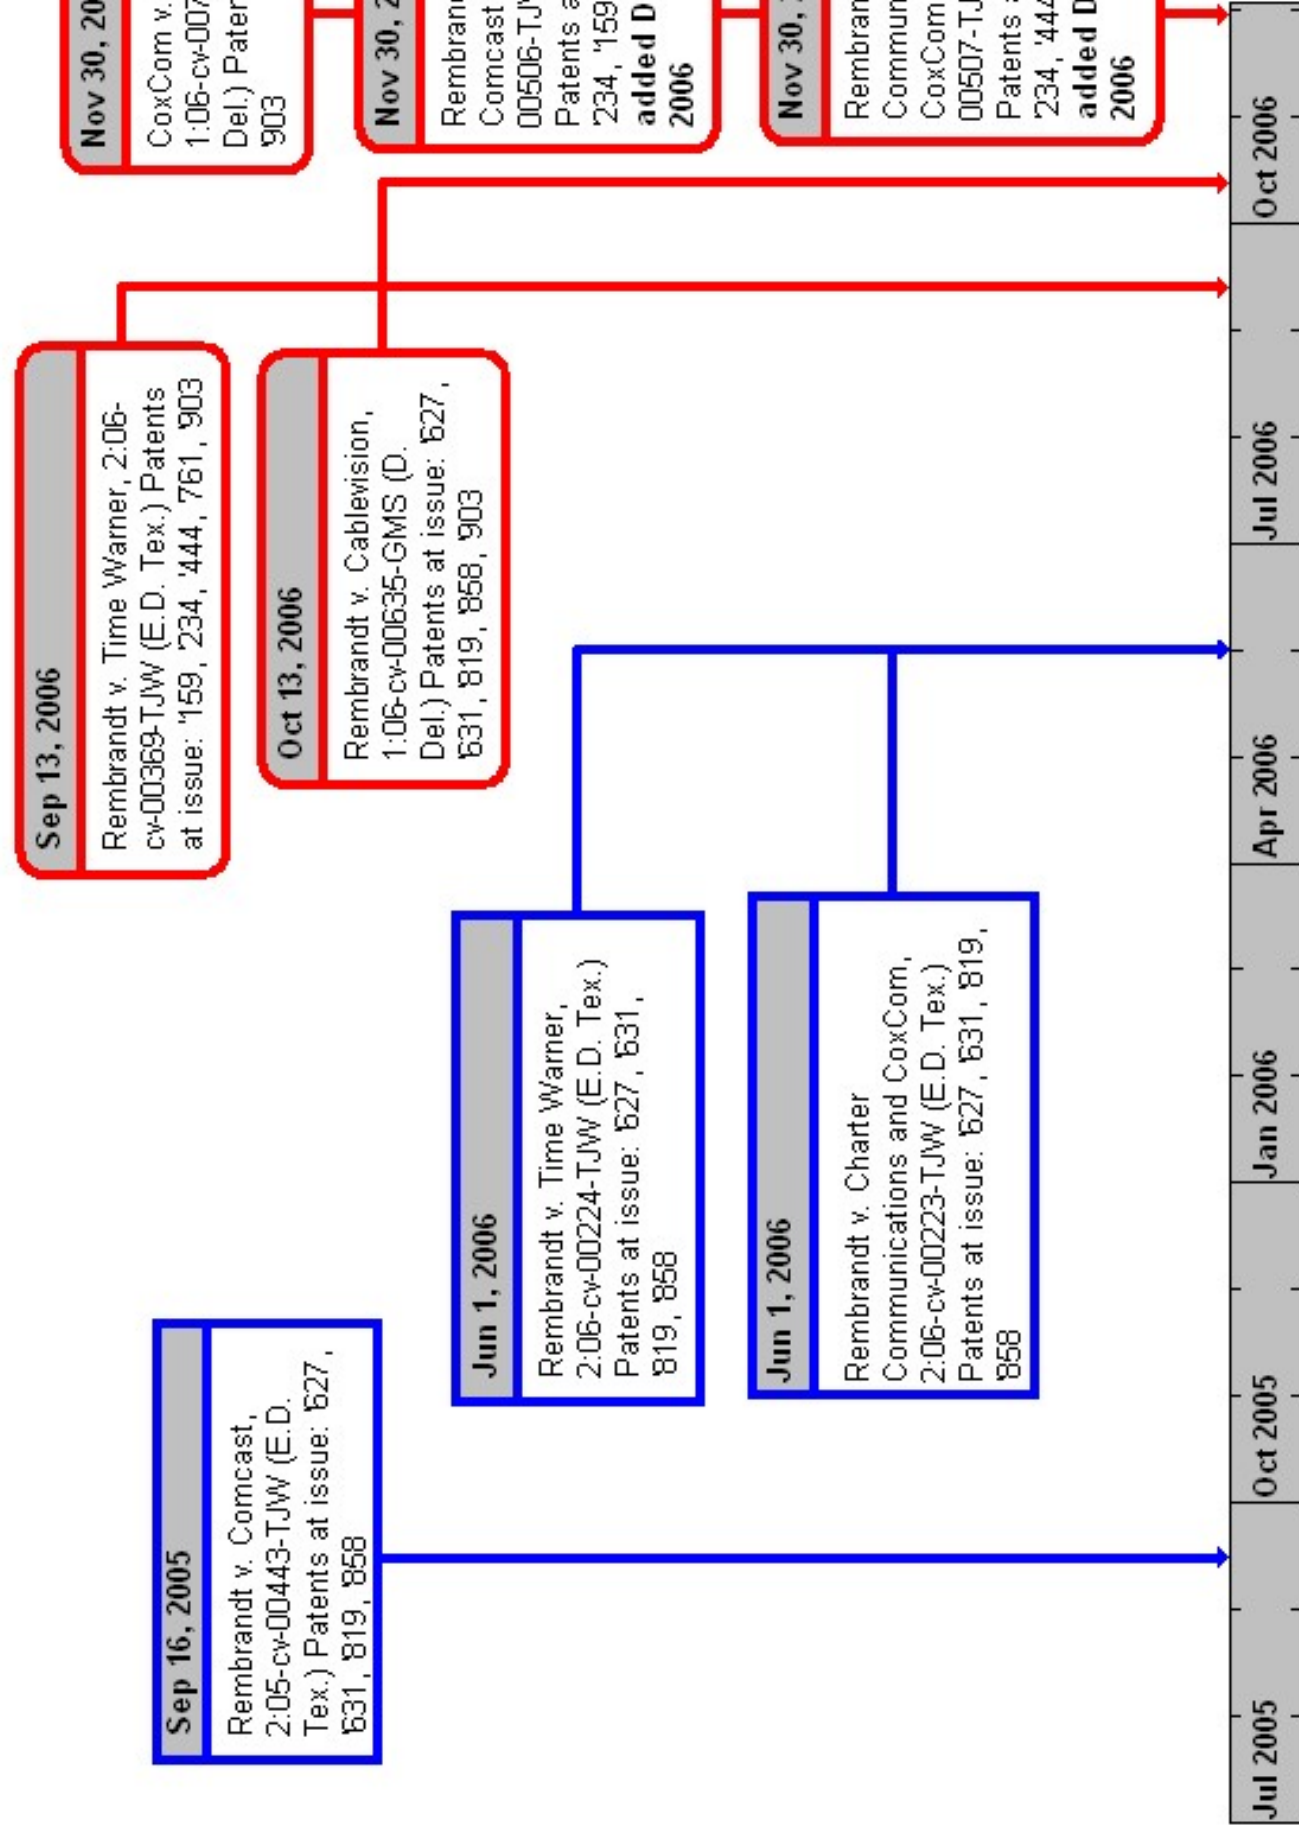 Sep 16, 2005
Rembrandt v. Comcast,
2:05-cv-00443-TJW (E.D.
Tex.) Patents at issue: '627,
'631, '819, '858
Jun 1, 2006
Rembrandt v. Time Warner,
2:06-cv-00224-TJW (E.D. Tex.)
Patents at issue: '627, '631,
'819, '858
Jun 1, 2006
Rembrandt v. Charter
Communications and CoxCom,
2:06-cv-00223-TJW (E.D. Tex.)
Patents at issue: '627, '631, '819,
'858
Sep 13, 2006
Rembrandt v. Time Warner, 2:06-
cv-00369-TJW (E.D. Tex.) Patents
at issue: '159, '234, '444, '761, '903
Oct 13, 2006
Rembrandt v. Cablevision,
1:06-cv-00635-GMS (D.
Del.) Patents at issue: '627,
'631, '819, '858, '903
Nov 30, 20
CoxCom v.
1:06-cv-007
Del.) Paten
'903
Nov 30, 2
Rembran
Comcast
00506-TJ
Patents a
'234, '159
added D
2006
Nov 30,
Rembran
Commun
CoxCom
00507-TJ
Patents a
'234, '444
added D
2006
Jul 2005 Oct 2005 Jan 2006 Apr 2006 Jul 2006 Oct 2006